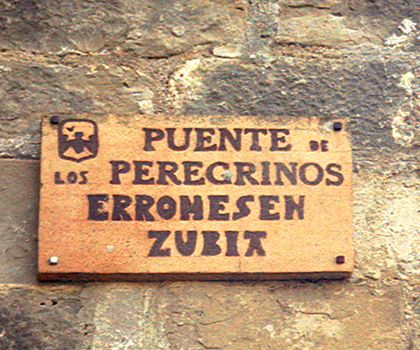 PUENTE DE
LOS PEREGRINOS
ERROMESEN
ZUBIA